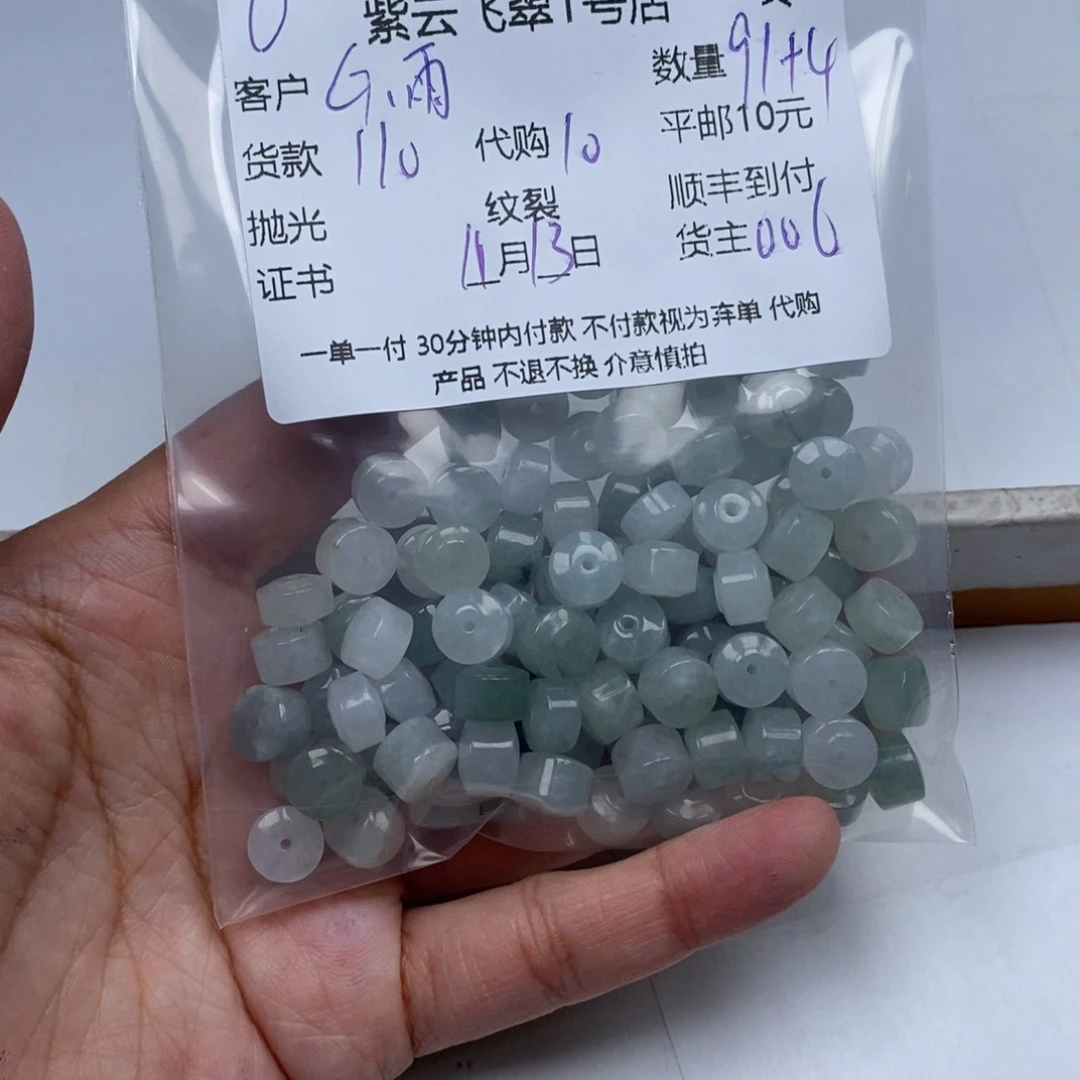 紫云飞翠1号店
客户 G、雨 数量 91+4
货款 110 代购 10 平邮10元
抛光 纹裂 顺丰到付
证书 11月13日 货主 006
一单一付 30分钟内付款 不付款视为弃单 代购
产品 不退不换 介意慎拍